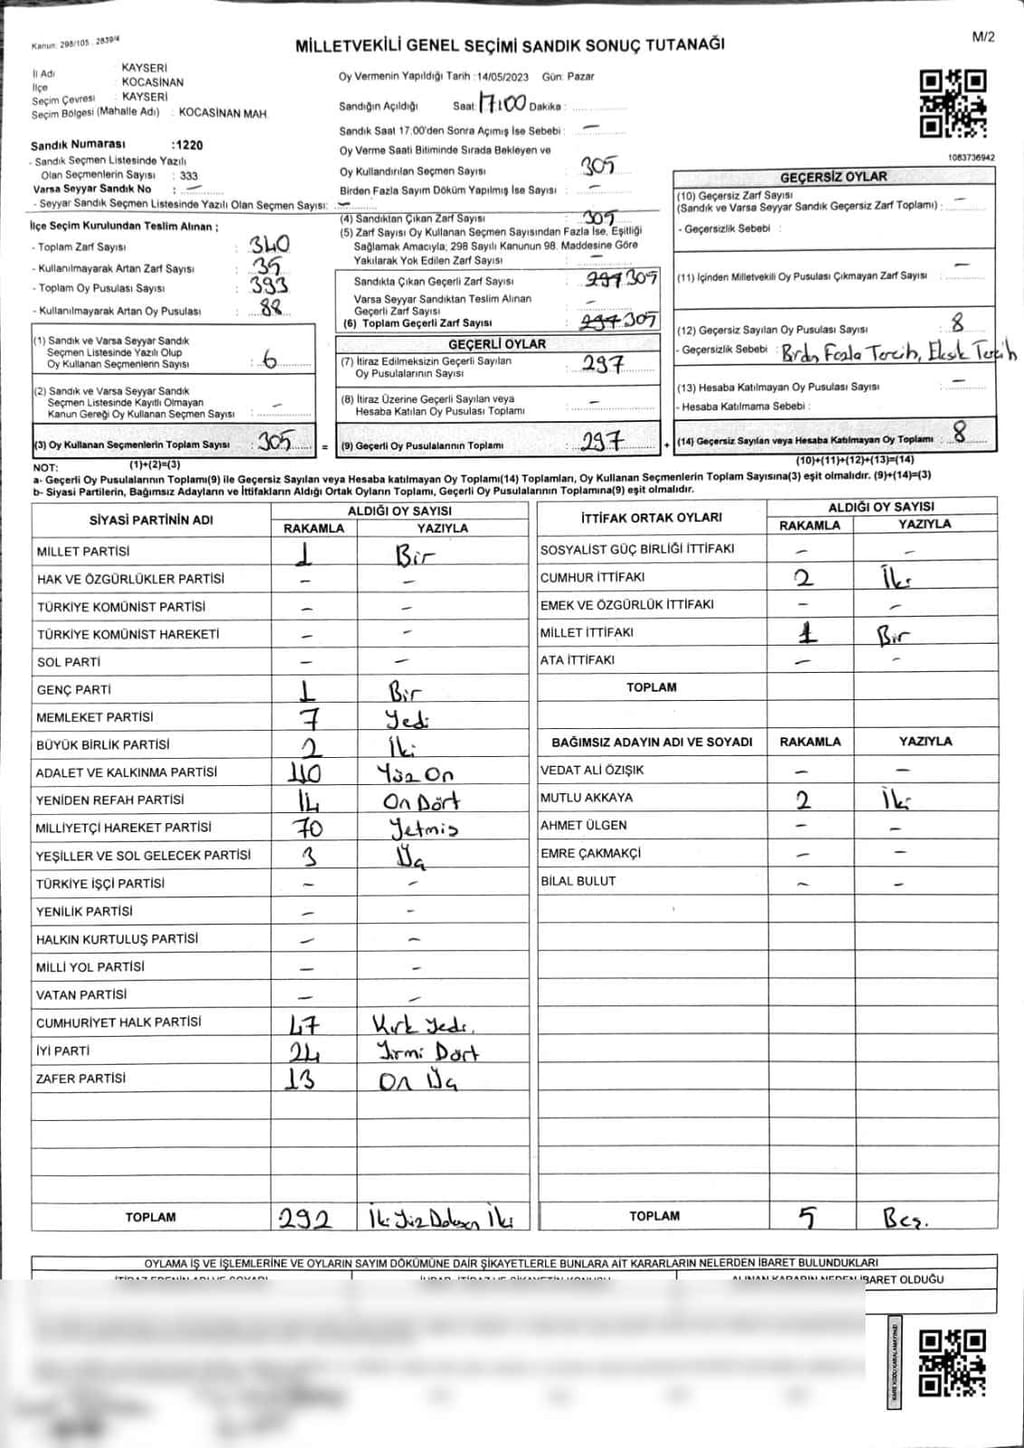 Kanun: 298/105 - 2839/4
MİLLETVEKİLİ GENEL SEÇİMİ SANDIK SONUÇ TUTANAĞI
M/2
İl Adı : KAYSERİ
İlçe : KOCASİNAN
Seçim Çevresi : KAYSERİ
Seçim Bölgesi (Mahalle Adı) : KOCASİNAN MAH.
Sandık Numarası :1220
- Sandık Seçmen Listesinde Yazılı
Olan Seçmenlerin Sayısı : 333
Varsa Seyyar Sandık No : —
- Seyyar Sandık Seçmen Listesinde Yazılı Olan Seçmen Sayısı: —
İlçe Seçim Kurulundan Teslim Alınan ;
- Toplam Zarf Sayısı : 340
- Kullanılmayarak Artan Zarf Sayısı : 35
- Toplam Oy Pusulası Sayısı : 393
- Kullanılmayarak Artan Oy Pusulası : 88
(1) Sandık ve Varsa Seyyar Sandık
Seçmen Listesinde Yazılı Olup
Oy Kullanan Seçmenlerin Sayısı : 6
(2) Sandık ve Varsa Seyyar Sandık
Seçmen Listesinde Kayıtlı Olmayan
Kanun Gereği Oy Kullanan Seçmen Sayısı : —
(3) Oy Kullanan Seçmenlerin Toplam Sayısı : 305
Oy Vermenin Yapıldığı Tarih :14/05/2023 Gün: Pazar
Sandığın Açıldığı Saat: 17:00 Dakika :
Sandık Saat 17.00'den Sonra Açımış İse Sebebi : —
Oy Verme Saati Bitiminde Sırada Bekleyen ve
Oy Kullandırılan Seçmen Sayısı : 305
Birden Fazla Sayım Döküm Yapılmış İse Sayısı : —
(4) Sandıktan Çıkan Zarf Sayısı : 305
(5) Zarf Sayısı Oy Kullanan Seçmen Sayısından Fazla İse, Eşitliği
Sağlamak Amacıyla, 298 Sayılı Kanunun 98. Maddesine Göre
Yakılarak Yok Edilen Zarf Sayısı : —
Sandıkta Çıkan Geçerli Zarf Sayısı : 297 305
Varsa Seyyar Sandıktan Teslim Alınan
Geçerli Zarf Sayısı : —
(6) Toplam Geçerli Zarf Sayısı : 297 305
GEÇERLİ OYLAR
(7) İtiraz Edilmeksizin Geçerli Sayılan
Oy Pusulalarının Sayısı : 297
(8) İtiraz Üzerine Geçerli Sayılan veya
Hesaba Katılan Oy Pusulası Toplamı : —
= (9) Geçerli Oy Pusulalarının Toplamı : 297 +
1083736942
GEÇERSİZ OYLAR
(10) Geçersiz Zarf Sayısı
(Sandık ve Varsa Seyyar Sandık Geçersiz Zarf Toplamı) : —
- Geçersizlik Sebebi :
(11) İçinden Milletvekili Oy Pusulası Çıkmayan Zarf Sayısı : —
(12) Geçersiz Sayılan Oy Pusulası Sayısı : 8
- Geçersizlik Sebebi : Birden Fazla Tercih, Eksik Tercih
(13) Hesaba Katılmayan Oy Pusulası Sayısı : —
- Hesaba Katılmama Sebebi :
(14) Geçersiz Sayılan veya Hesaba Katılmayan Oy Toplamı : 8
NOT: (1)+(2)=(3) (10)+(11)+(12)+(13)=(14)
a- Geçerli Oy Pusulalarının Toplamı(9) ile Geçersiz Sayılan veya Hesaba katılmayan Oy Toplamı(14) Toplamları, Oy Kullanan Seçmenlerin Toplam Sayısına(3) eşit olmalıdır. (9)+(14)=(3)
b- Siyasi Partilerin, Bağımsız Adayların ve İttifakların Aldığı Ortak Oyların Toplamı, Geçerli Oy Pusulalarının Toplamına(9) eşit olmalıdır.
SİYASİ PARTİNİN ADI ALDIĞI OY SAYISI
RAKAMLA YAZIYLA
MİLLET PARTİSİ 1 Bir
HAK VE ÖZGÜRLÜKLER PARTİSİ — —
TÜRKİYE KOMÜNİST PARTİSİ — —
TÜRKİYE KOMÜNİST HAREKETİ — —
SOL PARTİ — —
GENÇ PARTİ 1 Bir
MEMLEKET PARTİSİ 7 Yedi
BÜYÜK BİRLİK PARTİSİ 2 İki
ADALET VE KALKINMA PARTİSİ 110 Yüz On
YENİDEN REFAH PARTİSİ 14 On Dört
MİLLİYETÇİ HAREKET PARTİSİ 70 Yetmiş
YEŞİLLER VE SOL GELECEK PARTİSİ 3 Üç
TÜRKİYE İŞÇİ PARTİSİ — —
YENİLİK PARTİSİ — —
HALKIN KURTULUŞ PARTİSİ — —
MİLLİ YOL PARTİSİ — —
VATAN PARTİSİ — —
CUMHURİYET HALK PARTİSİ 47 Kırk Yedi.
İYİ PARTİ 24 Yirmi Dört
ZAFER PARTİSİ 13 On Üç
TOPLAM 292 İki Yüz Doksan İki
İTTİFAK ORTAK OYLARI ALDIĞI OY SAYISI
RAKAMLA YAZIYLA
SOSYALİST GÜÇ BİRLİĞİ İTTİFAKI — —
CUMHUR İTTİFAKI 2 İki
EMEK VE ÖZGÜRLÜK İTTİFAKI — —
MİLLET İTTİFAKI 1 Bir
ATA İTTİFAKI — —
TOPLAM
BAĞIMSIZ ADAYIN ADI VE SOYADI RAKAMLA YAZIYLA
VEDAT ALİ ÖZIŞIK — —
MUTLU AKKAYA 2 İki
AHMET ÜLGEN — —
EMRE ÇAKMAKÇİ — —
BİLAL BULUT — —
TOPLAM 5 Beş.
OYLAMA İŞ VE İŞLEMLERİNE VE OYLARIN SAYIM DÖKÜMÜNE DAİR ŞİKAYETLERLE BUNLARA AİT KARARLARIN NELERDEN İBARET BULUNDUKLARI
ALINAN KARARIN NEDEN İBARET OLDUĞU
KARE KODU KARALAMAYINIZ!